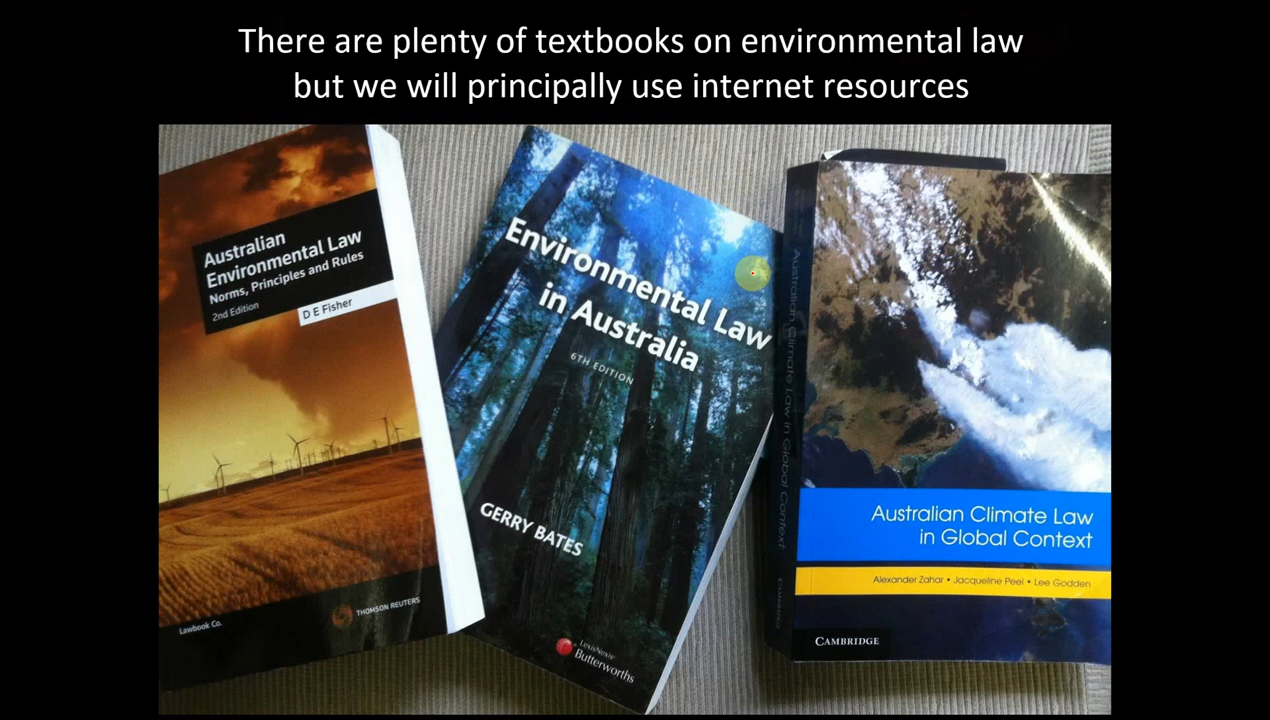 There are plenty of textbooks on environmental law
but we will principally use internet resources
Australian
Environmental Law
Norms, Principles and Rules
2nd Edition
D E Fisher
Lawbook Co.
THOMSON REUTERS
Environmental Law
in Australia
6TH EDITION
GERRY BATES
LexisNexis
Butterworths
Australian Climate Law in Global Context
CAMBRIDGE
Australian Climate Law
in Global Context
Alexander Zahar • Jacqueline Peel • Lee Godden
CAMBRIDGE